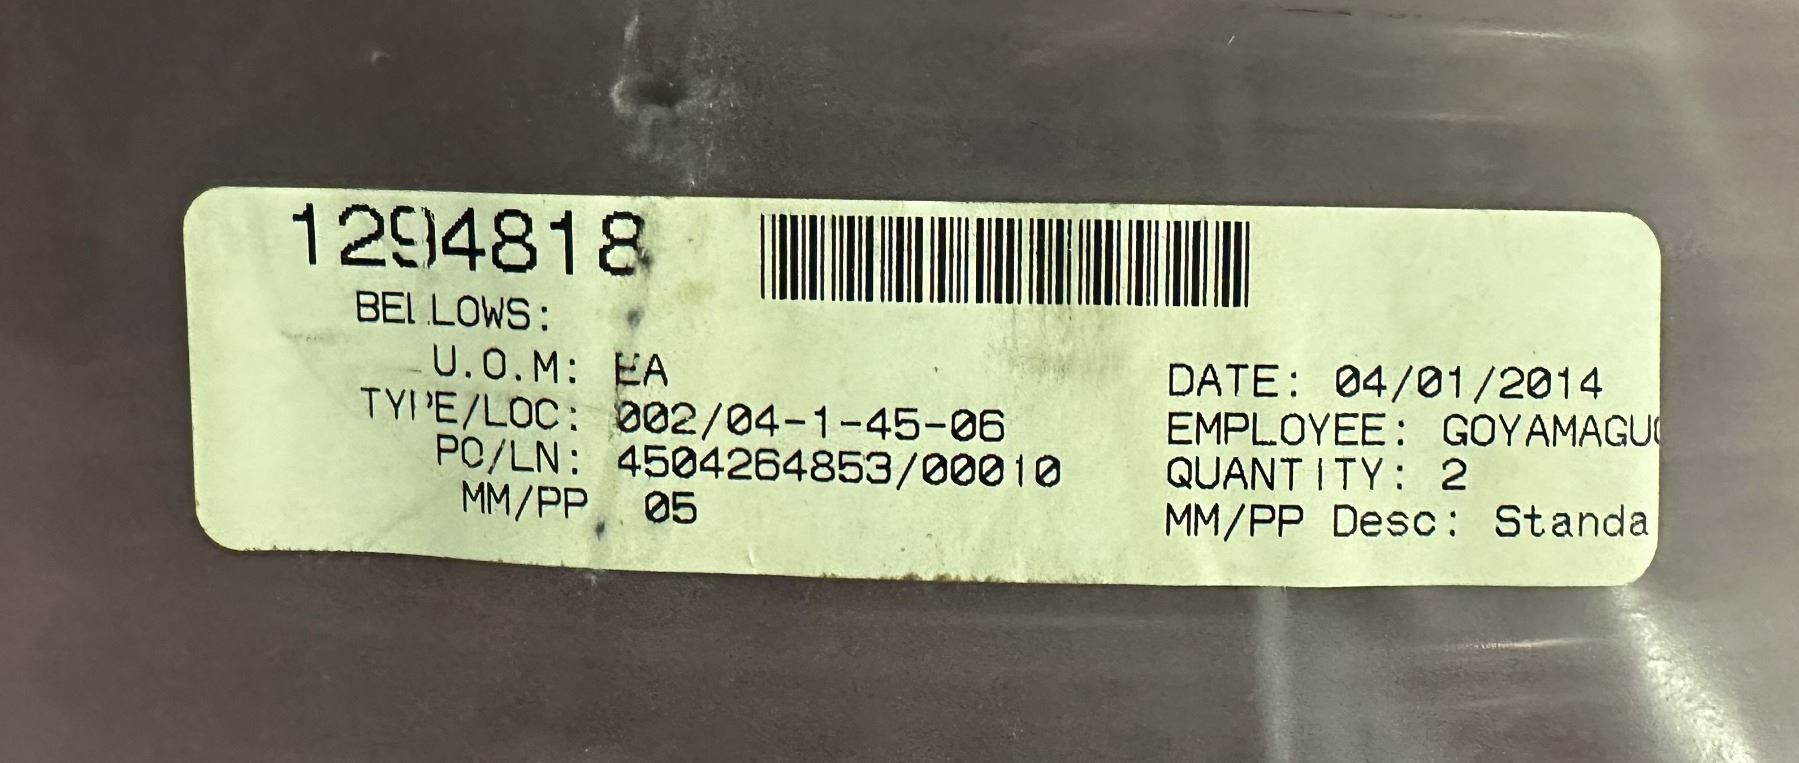 1294818
BELLOWS:
U.O.M: EA
TYPE/LOC: 002/04-1-45-06
PO/LN: 4504264853/00010
MM/PP 05
DATE: 04/01/2014
EMPLOYEE: GOYAMAGU
QUANTITY: 2
MM/PP Desc: Standa